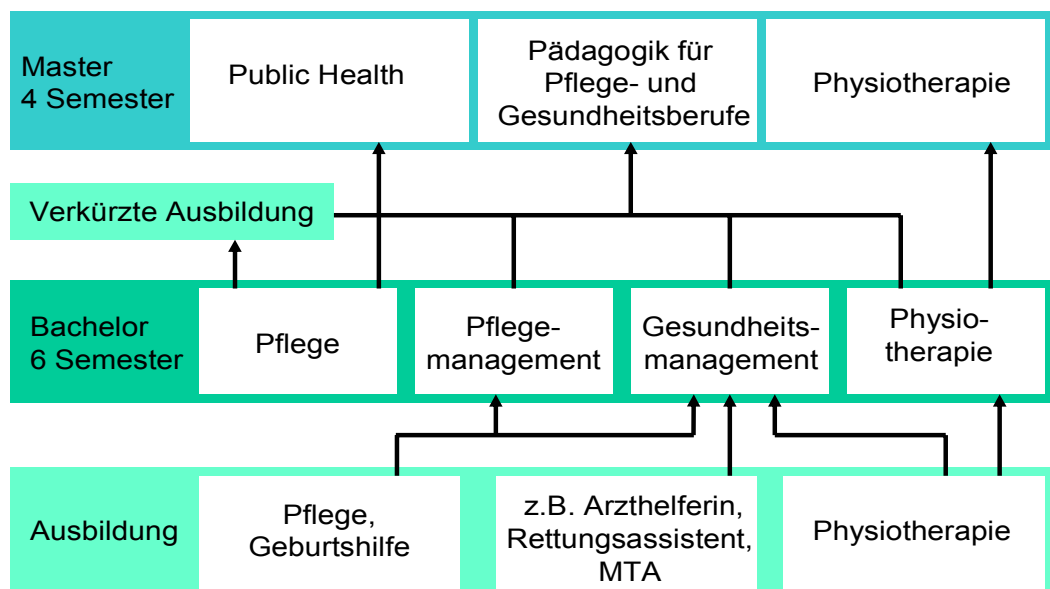 Master
4 Semester
Public Health
Pädagogik für
Pflege- und
Gesundheitsberufe
Physiotherapie
Verkürzte Ausbildung
Bachelor
6 Semester
Pflege
Pflege-
management
Gesundheits-
management
Physio-
therapie
Ausbildung
Pflege,
Geburtshilfe
z.B. Arzthelferin,
Rettungsassistent,
MTA
Physiotherapie